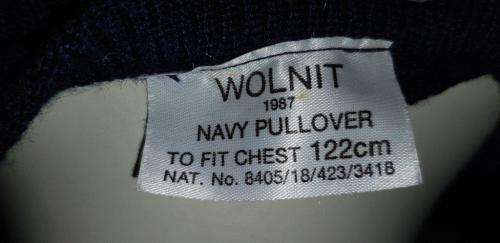 WOLNIT
1987
NAVY PULLOVER
TO FIT CHEST 122cm
NAT. No. 8405/18/423/3418